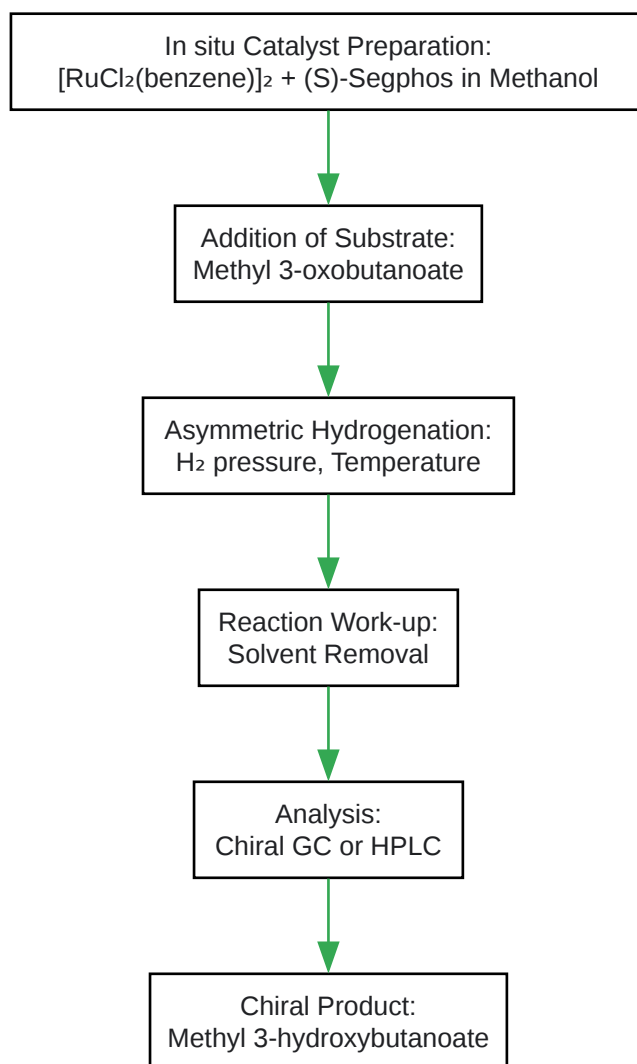 In situ Catalyst Preparation:
[RuCl₂(benzene)]₂ + (S)-Segphos in Methanol
Addition of Substrate:
Methyl 3-oxobutanoate
Asymmetric Hydrogenation:
H₂ pressure, Temperature
Reaction Work-up:
Solvent Removal
Analysis:
Chiral GC or HPLC
Chiral Product:
Methyl 3-hydroxybutanoate